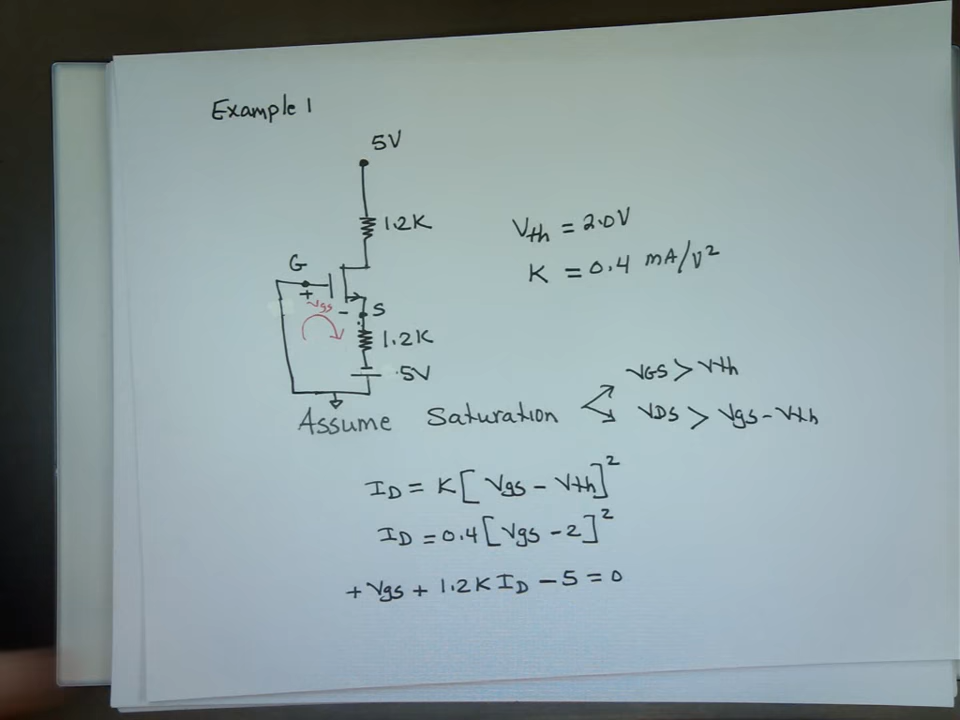 Example 1
5V
1.2K
Vth = 2.0V
G
K = 0.4 mA/V²
+
Vgs
- S
1.2K
5V
VGS > Vth
Assume Saturation
VDS > Vgs - Vth
ID = K[Vgs - Vth]²
ID = 0.4[Vgs - 2]²
+ Vgs + 1.2K ID - 5 = 0